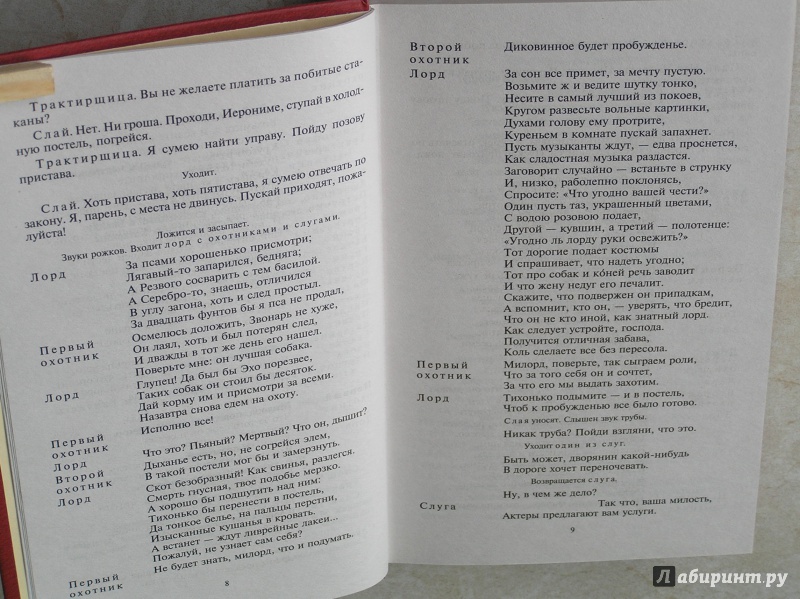 Трактирщица. Вы не желаете платить за побитые ста-
каны?
Слай. Нет. Ни гроша. Проходи, Иерониме, ступай в холод-
ную постель, погрейся.
Трактирщица. Я сумею найти управу. Пойду позову
пристава.
Уходит.
Слай. Хоть пристава, хоть пятистава, я сумею отвечать по
закону. Я, парень, с места не двинусь. Пускай приходят, пожа-
луйста!
Ложится и засыпает.
Звуки рожков. Входит лорд с охотниками и слугами.
Лорд За псами хорошенько присмотри;
Лягавый-то запарился, бедняга;
А Резвого сосварить с тем басилой.
А Серебро-то, знаешь, отличился
В углу загона, хоть и след простыл.
За двадцать фунтов бы я пса не продал,
Первый охотник Осмелюсь доложить, Звонарь не хуже,
Он лаял, хоть и был потерян след,
И дважды в тот же день его нашел.
Поверьте мне: он лучшая собака.
Лорд Глупец! Да был бы Эхо порезвее,
Таких собак он стоил бы десяток.
Дай корму им и присмотри за всеми.
Назавтра снова едем на охоту.
Первый охотник Исполню все!
Лорд Что это? Пьяный? Мертвый? Что он, дышит?
Второй охотник Дыханье есть, но, не согрейся элем,
В такой постели мог бы и замерзнуть.
Лорд Скот безобразный! Как свинья, разлегся.
Смерть гнусная, твое подобье мерзко.
А хорошо бы подшутить над ним:
Тихонько бы перенести в постель,
Да тонкое белье, на пальцы перстни,
Изысканные кушанья в кровать.
А встанет — ждут ливрейные лакеи...
Пожалуй, не узнает сам себя?
Первый охотник Не будет знать, милорд, что и подумать.
8
Второй охотник Диковинное будет пробужденье.
Лорд За сон все примет, за мечту пустую.
Возьмите ж и ведите шутку тонко,
Несите в самый лучший из покоев,
Кругом развесьте вольные картинки,
Духами голову ему протрите,
Куреньем в комнате пускай запахнет.
Пусть музыканты ждут, — едва проснется,
Как сладостная музыка раздастся.
Заговорит случайно — встаньте в струнку
И, низко, раболепно поклонясь,
Спросите: «Что угодно вашей чести?»
Один пусть таз, украшенный цветами,
С водою розовою подает,
Другой — кувшин, а третий — полотенце:
«Угодно ль лорду руки освежить?»
Тот дорогие подает костюмы
И спрашивает, что надеть угодно;
Тот про собак и ко́ней речь заводит
И что жену недуг его печалит.
Скажите, что подвержен он припадкам,
А вспомнит, кто он, — уверять, что бредит,
Что он не кто иной, как знатный лорд.
Как следует устройте, господа.
Получится отличная забава,
Коль сделаете все без пересола.
Первый охотник Милорд, поверьте, так сыграем роли,
Что за того себя он и сочтет,
За что его мы выдать захотим.
Лорд Тихонько подымите — и в постель,
Чтоб к пробужденью все было готово.
Слая уносят. Слышен звук трубы.
Никак труба? Пойди взгляни, что это.
Уходит один из слуг.
Быть может, дворянин какой-нибудь
В дороге хочет переночевать.
Возвращается слуга.
Ну, в чем же дело?
Слуга Так что, ваша милость,
Актеры предлагают вам услуги.
9
Лабиринт.ру